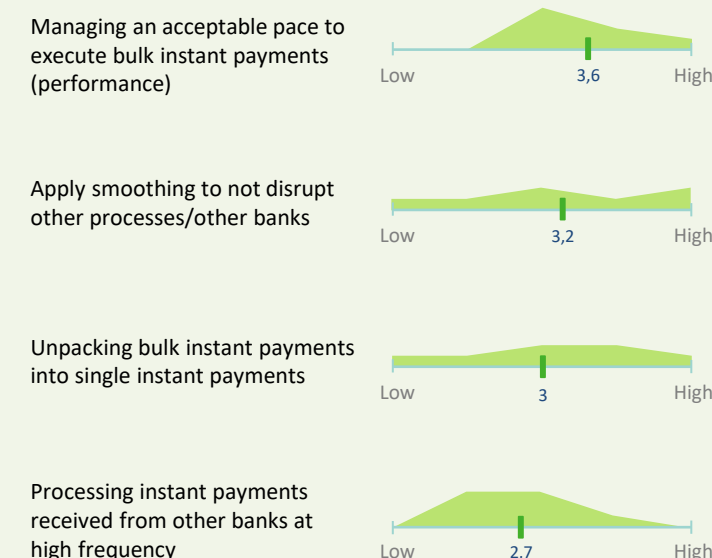 Managing an acceptable pace to
execute bulk instant payments
(performance)
Low 3,6 High
Apply smoothing to not disrupt
other processes/other banks
Low 3,2 High
Unpacking bulk instant payments
into single instant payments
Low 3 High
Processing instant payments
received from other banks at
high frequency
Low 2,7 High